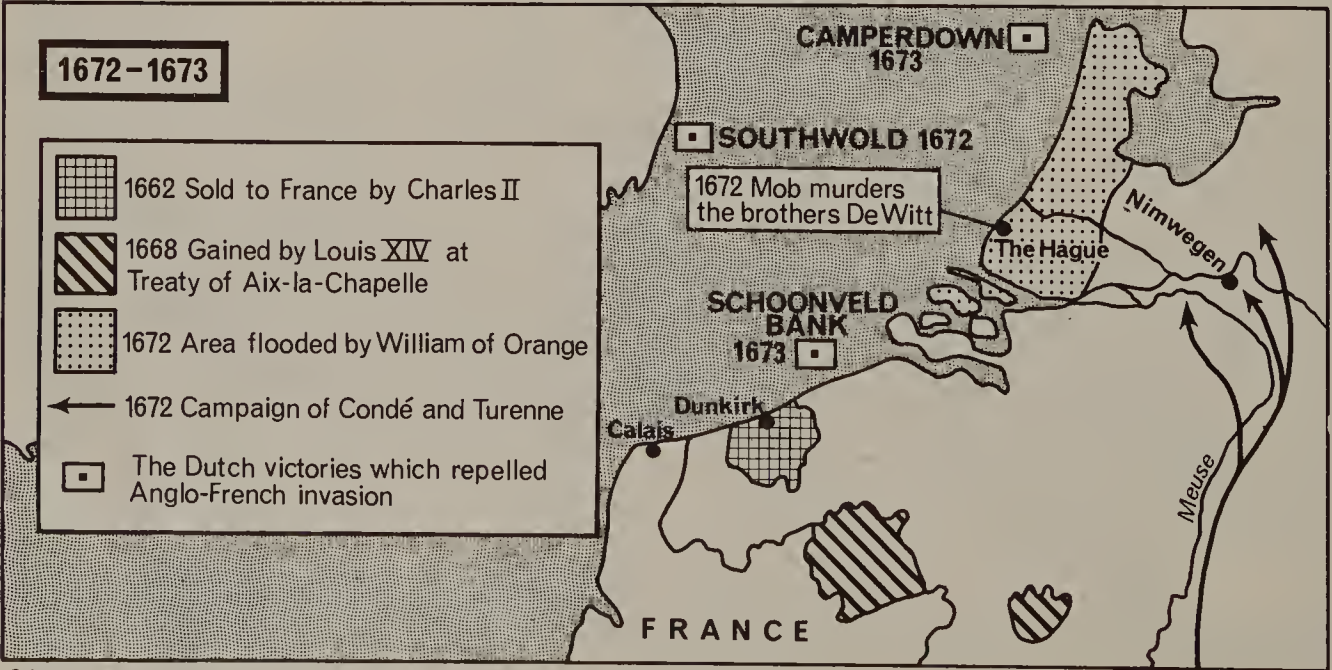 1672–1673
1662 Sold to France by Charles II
1668 Gained by Louis XIV at
Treaty of Aix-la-Chapelle
1672 Area flooded by William of Orange
1672 Campaign of Condé and Turenne
The Dutch victories which repelled
Anglo-French invasion
CAMPERDOWN
1673
SOUTHWOLD 1672
1672 Mob murders
the brothers De Witt
The Hague
Nimwegen
SCHOONVELD
BANK
1673
Dunkirk
Calais
Meuse
FRANCE